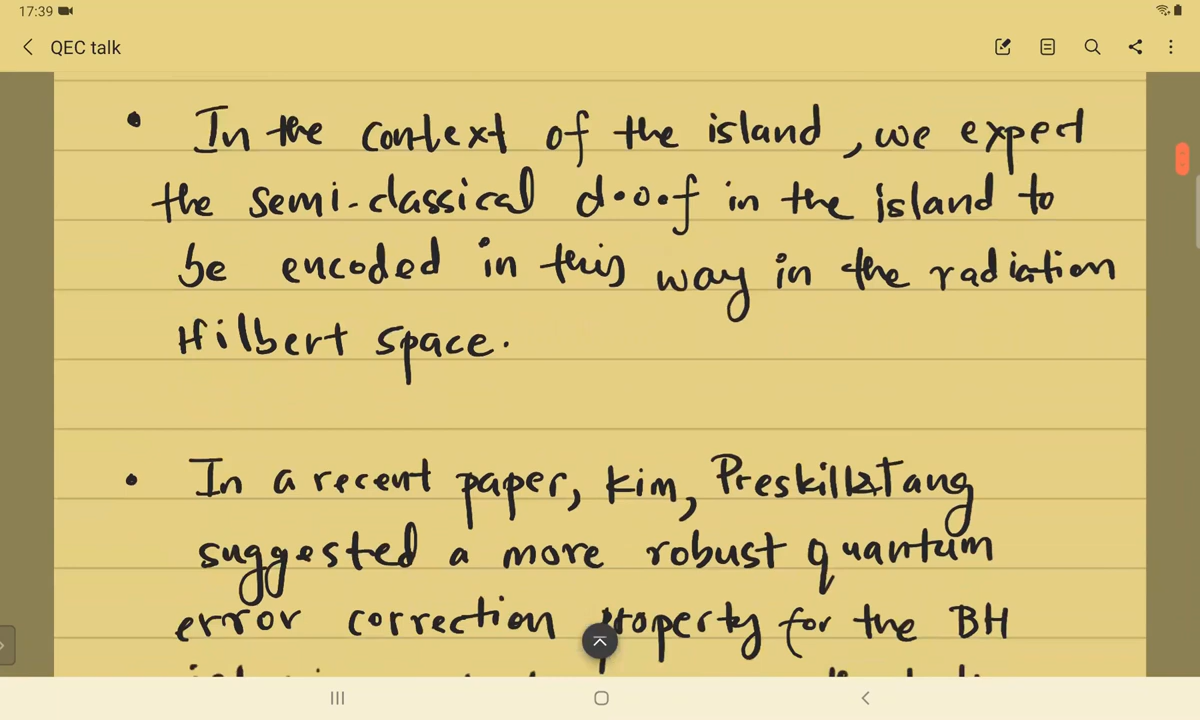 17:39
QEC talk
• In the context of the island, we expect
the semi-classical d.o.of in the island to
be encoded in this way in the radiation
Hilbert space.
• In a recent paper, Kim, Preskill & Tang
suggested a more robust quantum
error correction property for the BH